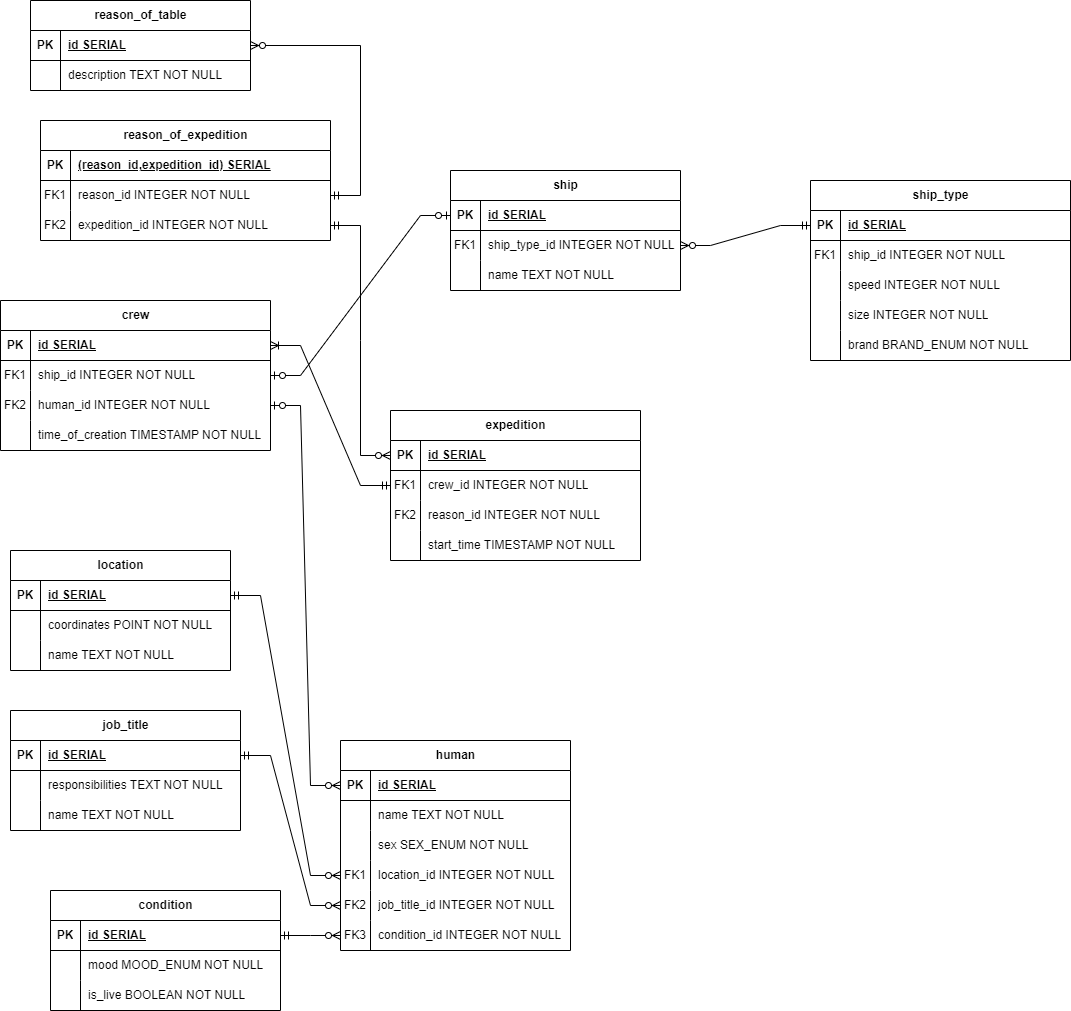 reason_of_table
PK id SERIAL
description TEXT NOT NULL
reason_of_expedition
PK (reason_id,expedition_id) SERIAL
FK1 reason_id INTEGER NOT NULL
FK2 expedition_id INTEGER NOT NULL
ship
PK id SERIAL
FK1 ship_type_id INTEGER NOT NULL
name TEXT NOT NULL
ship_type
PK id SERIAL
FK1 ship_id INTEGER NOT NULL
speed INTEGER NOT NULL
size INTEGER NOT NULL
brand BRAND_ENUM NOT NULL
crew
PK id SERIAL
FK1 ship_id INTEGER NOT NULL
FK2 human_id INTEGER NOT NULL
time_of_creation TIMESTAMP NOT NULL
expedition
PK id SERIAL
FK1 crew_id INTEGER NOT NULL
FK2 reason_id INTEGER NOT NULL
start_time TIMESTAMP NOT NULL
location
PK id SERIAL
coordinates POINT NOT NULL
name TEXT NOT NULL
job_title
PK id SERIAL
responsibilities TEXT NOT NULL
name TEXT NOT NULL
human
PK id SERIAL
name TEXT NOT NULL
sex SEX_ENUM NOT NULL
FK1 location_id INTEGER NOT NULL
FK2 job_title_id INTEGER NOT NULL
FK3 condition_id INTEGER NOT NULL
condition
PK id SERIAL
mood MOOD_ENUM NOT NULL
is_live BOOLEAN NOT NULL